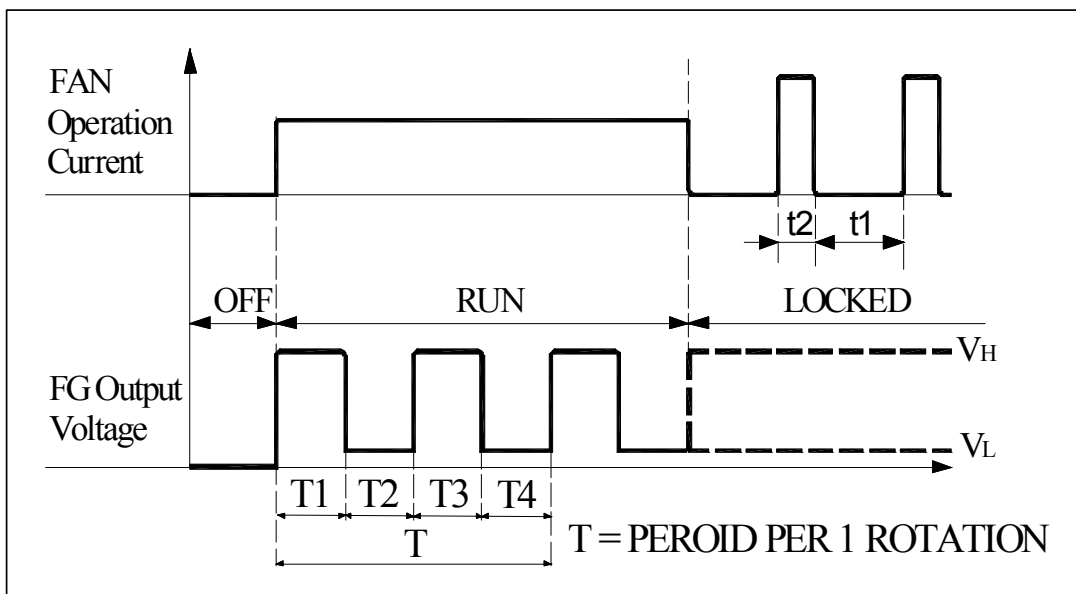 FAN
Operation
Current
t2 t1
OFF RUN LOCKED
VH
FG Output
Voltage
VL
T1 T2 T3 T4
T
T = PEROID PER 1 ROTATION